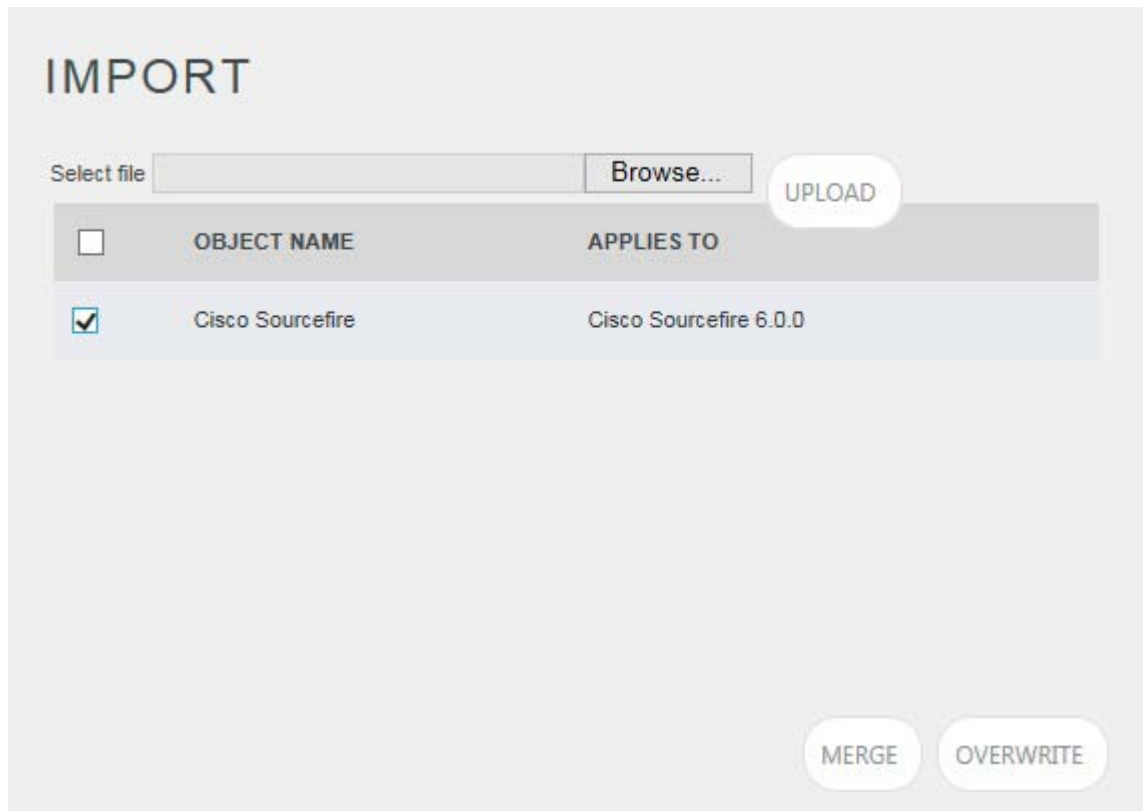 IMPORT
Select file Browse... UPLOAD
OBJECT NAME APPLIES TO
Cisco Sourcefire Cisco Sourcefire 6.0.0
MERGE OVERWRITE